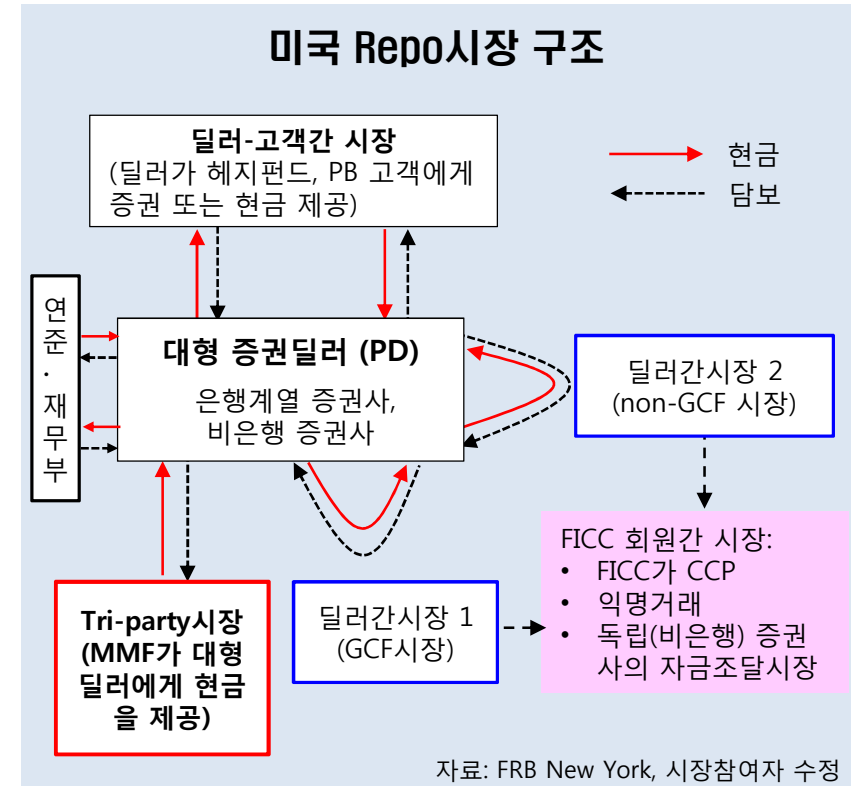 미국 Repo시장 구조
딜러-고객간 시장
(딜러가 헤지펀드, PB 고객에게
증권 또는 현금 제공)
현금
담보
연
준
·
재
무
부
대형 증권딜러 (PD)
은행계열 증권사,
비은행 증권사
딜러간시장 2
(non-GCF 시장)
Tri-party시장
(MMF가 대형
딜러에게 현금
을 제공)
딜러간시장 1
(GCF시장)
FICC 회원간 시장:
• FICC가 CCP
• 익명거래
• 독립(비은행) 증권
사의 자금조달시장
자료: FRB New York, 시장참여자 수정